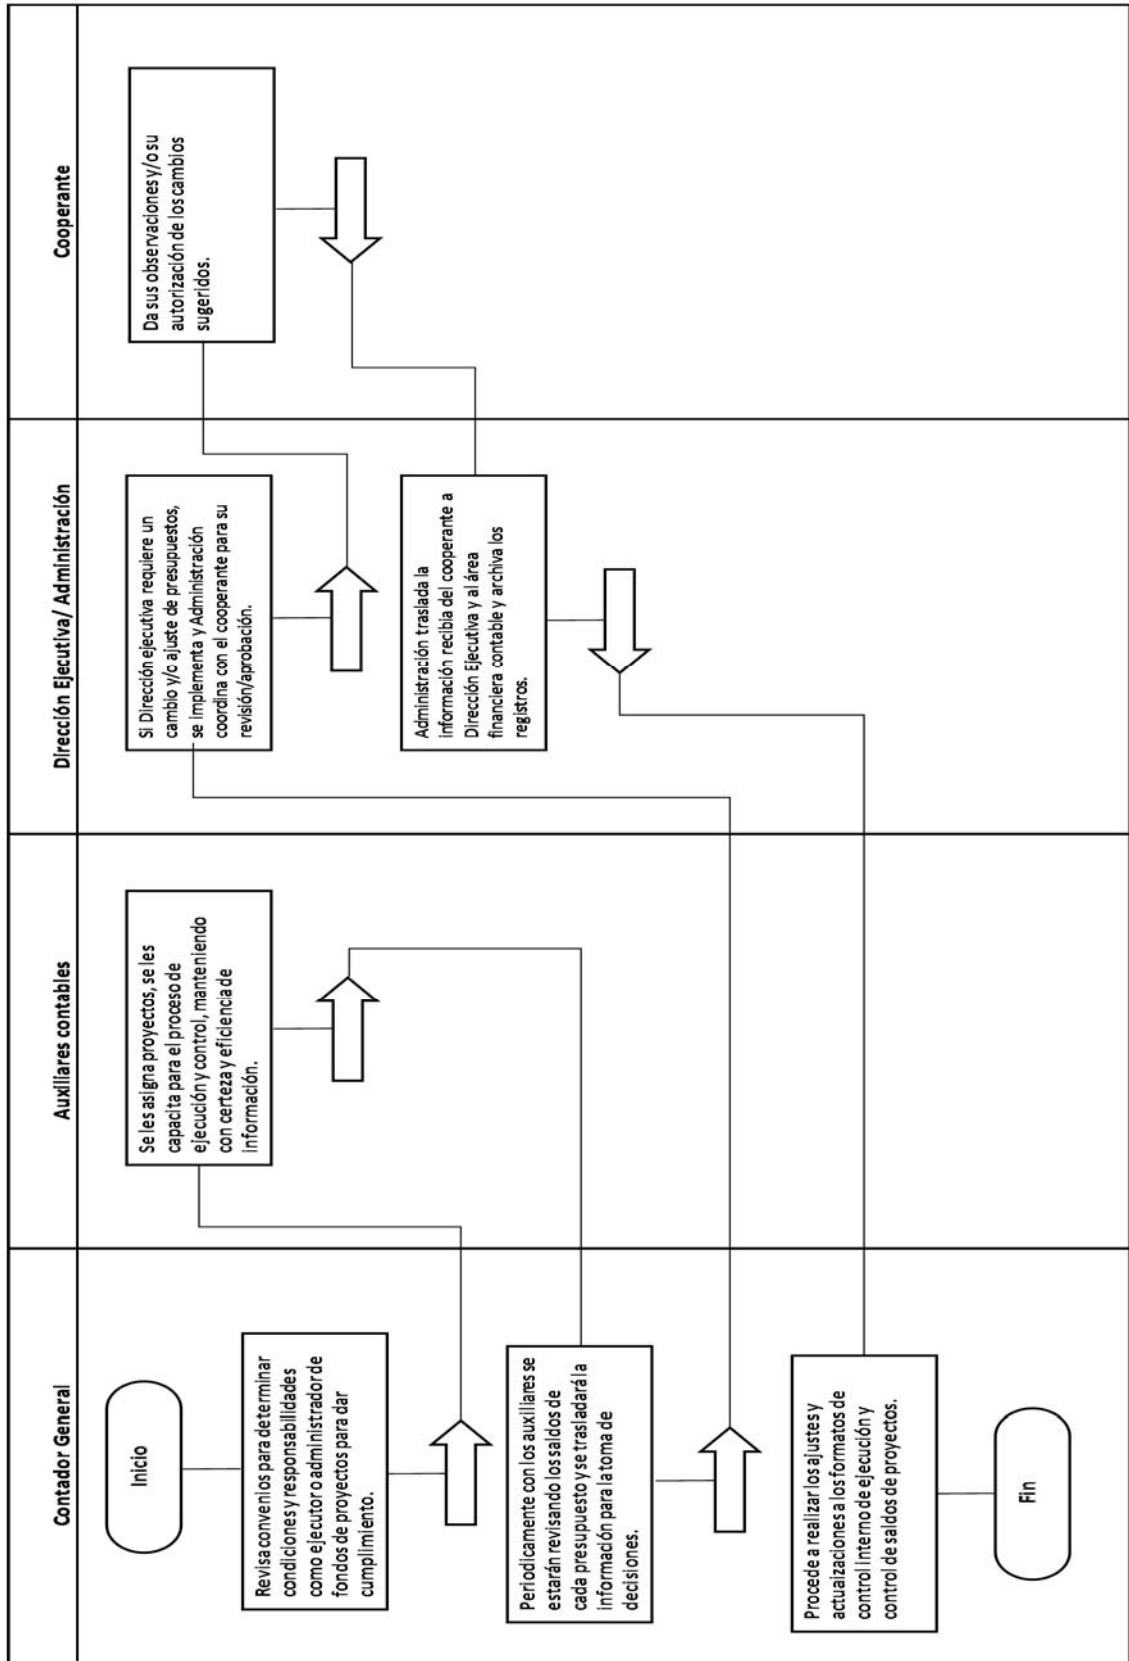 Contador General
Auxiliares contables
Dirección Ejecutiva/ Administración
Cooperante
Inicio
Revisa convenios para determinar
condiciones y responsabilidades
como ejecutor o administrador de
fondos de proyectos para dar
cumplimiento.
Se les asigna proyectos, se les
capacita para el proceso de
ejecución y control, manteniendo
con certeza y eficiencia de
información.
Periodicamente con los auxiliares se
estarán revisando los saldos de
cada presupuesto y se trasladará la
información para la toma de
decisiones.
Si Dirección ejecutiva requiere un
cambio y/o ajuste de presupuestos,
se implementa y Administración
coordina con el cooperante para su
revisión/aprobación.
Da sus observaciones y/o su
autorización de los cambios
sugeridos.
Administración traslada la
información recibia del cooperante a
Dirección Ejecutiva y al área
financiera contable y archiva los
registros.
Procede a realizar los ajustes y
actuaizaciones a los formatos de
control interno de ejecución y
control de saldos de proyectos.
Fin